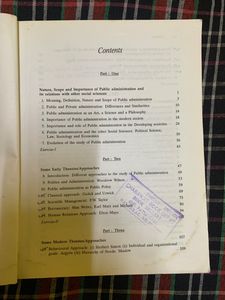 Contents
Part : One
Nature, Scope and Importance of Public administration and
its relations with other social sciences 1
1. Meaning, Definition, Nature and Scope of Public administration
2. Public and Private administration: Differences and Similarities
3. Public administration as an Art, a Science and a Philosophy
4. Importance of Public administration in the modern society
5. Importance and role of Public administration in the Developing societies
6. Public administration and the other Social Sciences: Political Science,
Law, Sociology and Economics
7. Evolution of the study of Public administration
Exercise-I
Part : Two
Some Early Theories/Approaches 67
Introduction: Different approaches to the study of Public administration
Politics and Administration: Woodrow Wilson
Public administration as Public Policy
Classical approach: Gulick and Urwick
Scientific Management: FW Taylor
Bureaucracy: Max Weber, Karl Marx and
Human Relations Approach: Elton Mayo
Exercise-II
Part : Three
Some Modern Theories/Approaches
Behavioural Approach: i) Herbert Simon ii) Individual and organisational
goals: Argyris iii) Hierarchy of Needs: Maslow